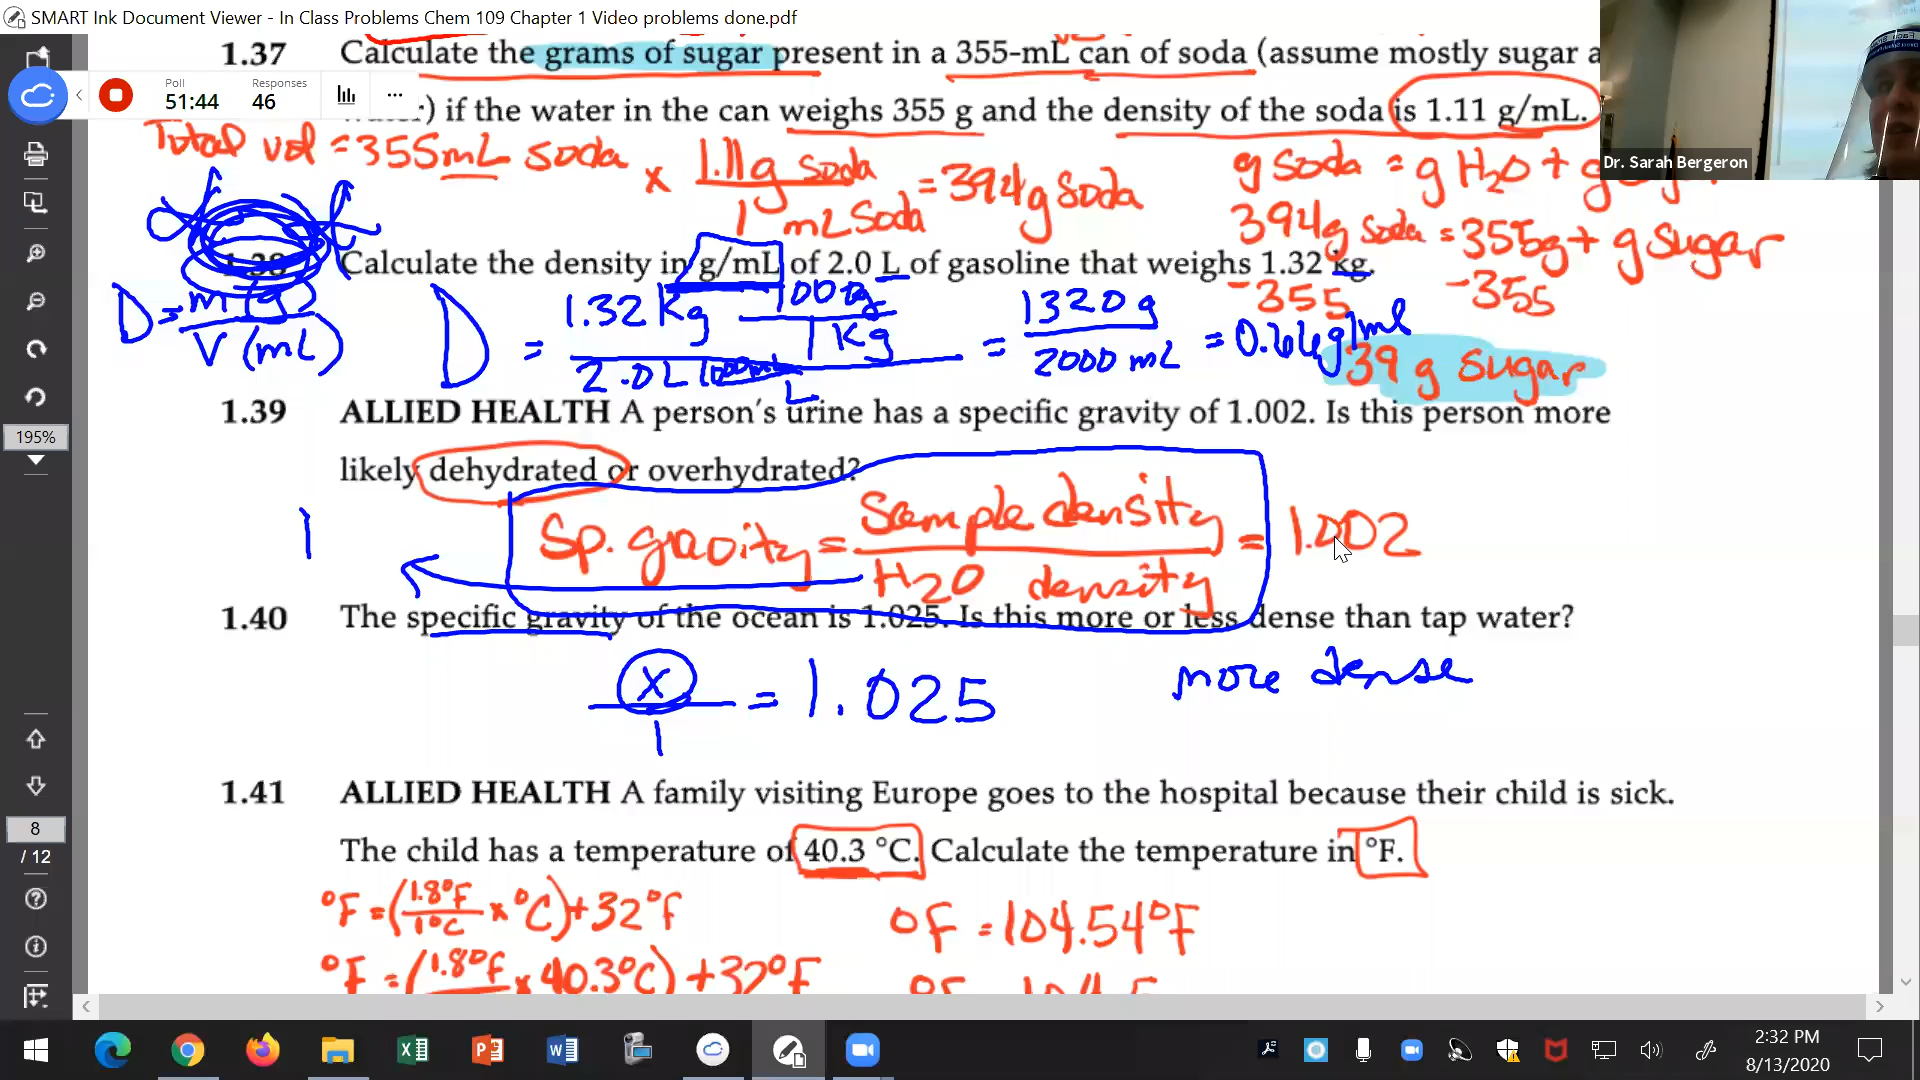 SMART Ink Document Viewer - In Class Problems Chem 109 Chapter 1 Video problems done.pdf
1.37 Calculate the grams of sugar present in a 355-mL can of soda (assume mostly sugar a
Poll 51:44 Responses 46 ...
) if the water in the can weighs 355 g and the density of the soda is 1.11 g/mL.
Total vol = 355mL soda x 1.11g soda / 1 mL soda = 394g soda
g soda = g H2O + g
394g soda = 355g + g sugar
-355 -355
39 g sugar
Dr. Sarah Bergeron
1.38 Calculate the density in g/mL of 2.0 L of gasoline that weighs 1.32 kg.
D = m (g) / V (mL)
D = 1.32 Kg 1000g / 2.0L 1 Kg = 1320 g / 2000 mL = 0.66g/mL
L
1.39 ALLIED HEALTH A person's urine has a specific gravity of 1.002. Is this person more
likely dehydrated or overhydrated?
1
Sp. gravity = Sample density / H2O density = 1.002
1.40 The specific gravity of the ocean is 1.025. Is this more or less dense than tap water?
x / 1 = 1.025
more dense
1.41 ALLIED HEALTH A family visiting Europe goes to the hospital because their child is sick.
The child has a temperature of 40.3 °C. Calculate the temperature in °F.
°F = (1.8°F / 1°C x °C) + 32°F
°F = 104.54°F
°F = (1.8°F x 40.3°C) + 32°F
195%
8
/ 12
2:32 PM
8/13/2020